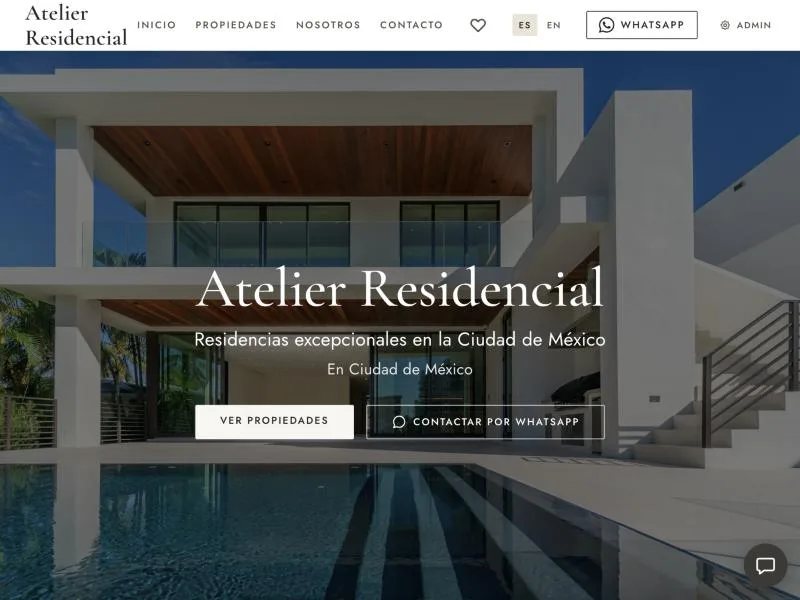 Atelier
Residencial
INICIO
PROPIEDADES
NOSOTROS
CONTACTO
ES
EN
WHATSAPP
ADMIN
Atelier Residencial
Residencias excepcionales en la Ciudad de México
En Ciudad de México
VER PROPIEDADES
CONTACTAR POR WHATSAPP